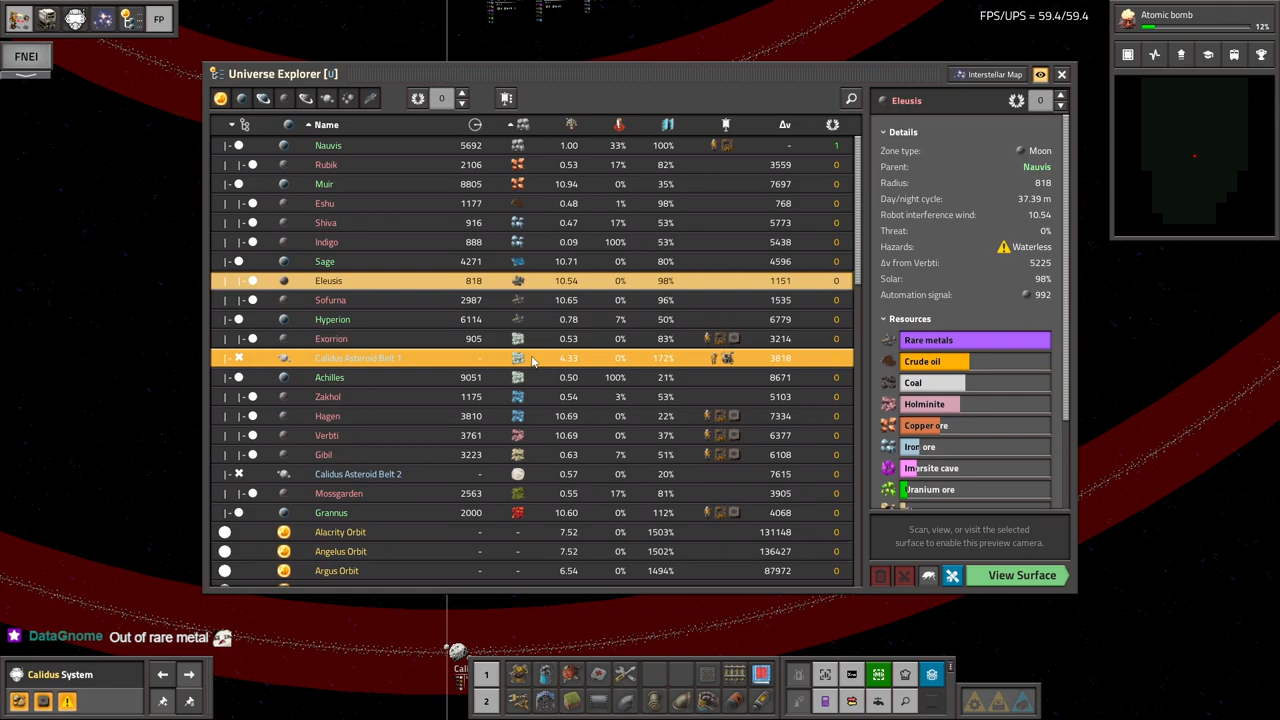 FP
FPS/UPS = 59.4/59.4
Atomic bomb
12%
FNEI
Universe Explorer [U]
Interstellar Map
0
Eleusis
0
Name
Δv
Nauvis 5692 1.00 33% 100% - 1
Rubik 2106 0.53 17% 82% 3559 0
Muir 8805 10.94 0% 35% 7697 0
Eshu 1177 0.48 1% 98% 768 0
Shiva 916 0.47 17% 53% 5773 0
Indigo 888 0.09 100% 53% 5438 0
Sage 4271 10.71 0% 80% 4596 0
Eleusis 818 10.54 0% 98% 1151 0
Sofurna 2987 10.65 0% 96% 1535 0
Hyperion 6114 0.78 7% 50% 6779 0
Exorrion 905 0.53 0% 83% 3214 0
Calidus Asteroid Belt 1 - 4.33 0% 172% 3818 0
Achilles 9051 0.50 100% 21% 8671 0
Zakhol 1175 0.54 3% 53% 5103 0
Hagen 3810 10.69 0% 22% 7334 0
Verbti 3761 10.69 0% 37% 6377 0
Gibil 3223 0.63 7% 51% 6108 0
Calidus Asteroid Belt 2 - 0.57 0% 20% 7615 0
Mossgarden 2563 0.55 17% 81% 3905 0
Grannus 2000 10.60 0% 112% 4068 0
Alacrity Orbit - - 7.52 0% 1503% 131148 0
Angelus Orbit - - 7.52 0% 1502% 136427 0
Argus Orbit - - 6.54 0% 1494% 87972 0
Details
Zone type: Moon
Parent: Nauvis
Radius: 818
Day/night cycle: 37.39 m
Robot interference wind: 10.54
Threat: 0%
Hazards: Waterless
Δv from Verbti: 5225
Solar: 98%
Automation signal: 992
Resources
Rare metals
Crude oil
Coal
Holminite
Copper ore
Iron ore
Imersite cave
Uranium ore
Scan, view, or visit the selected
surface to enable this preview camera.
View Surface
DataGnome Out of rare metal
Cali
Calidus System
1
2